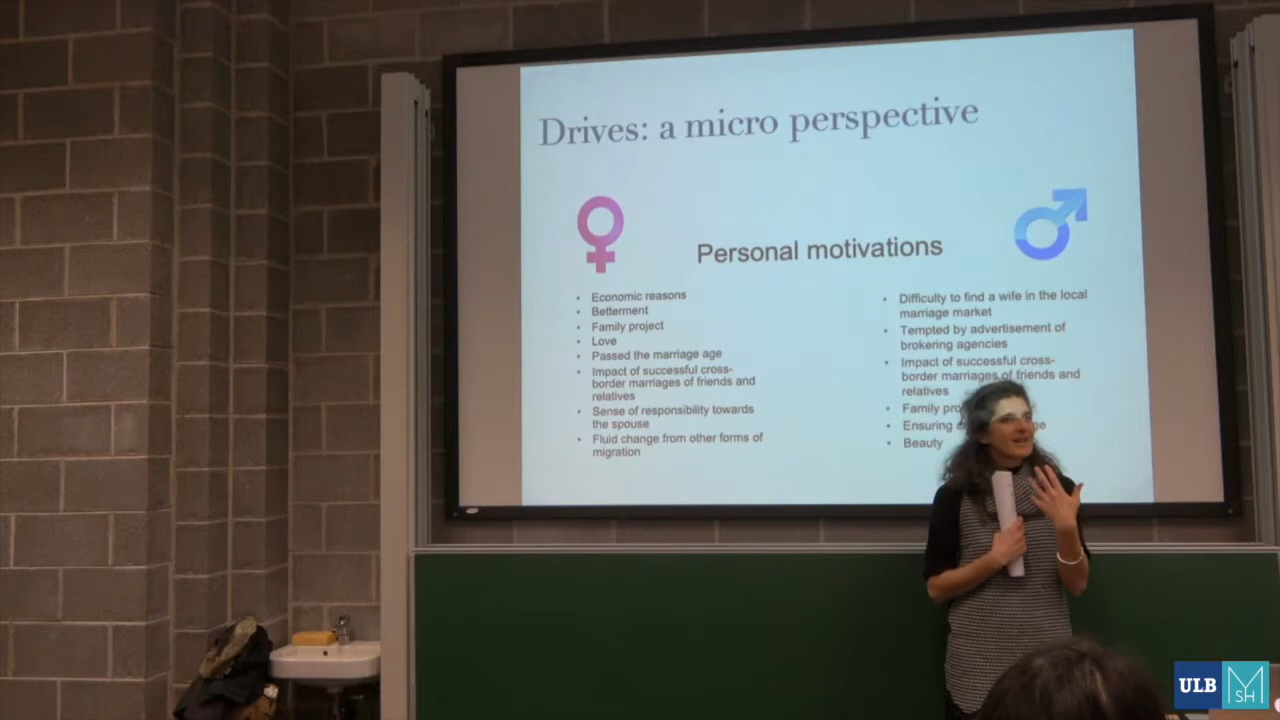 Drives: a micro perspective
Personal motivations
• Economic reasons
• Betterment
• Family project
• Love
• Passed the marriage age
• Impact of successful cross-
border marriages of friends and
relatives
• Sense of responsibility towards
the spouse
• Fluid change from other forms of
migration
• Difficulty to find a wife in the local
marriage market
• Tempted by advertisement of
brokering agencies
• Impact of successful cross-
border marriages of friends and
relatives
• Family
• Ensuring
• Beauty
ULB
M
SH